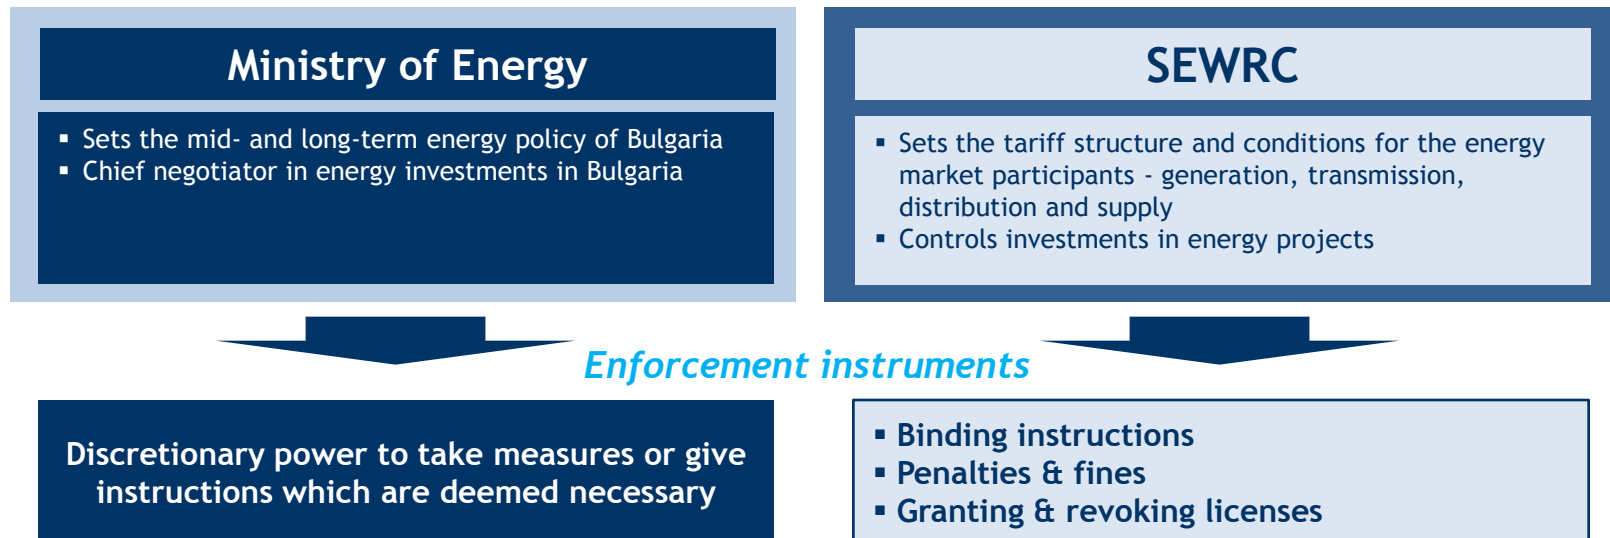 Ministry of Energy
▪ Sets the mid- and long-term energy policy of Bulgaria
▪ Chief negotiator in energy investments in Bulgaria
SEWRC
▪ Sets the tariff structure and conditions for the energy
market participants - generation, transmission,
distribution and supply
▪ Controls investments in energy projects
Enforcement instruments
Discretionary power to take measures or give
instructions which are deemed necessary
▪ Binding instructions
▪ Penalties & fines
▪ Granting & revoking licenses